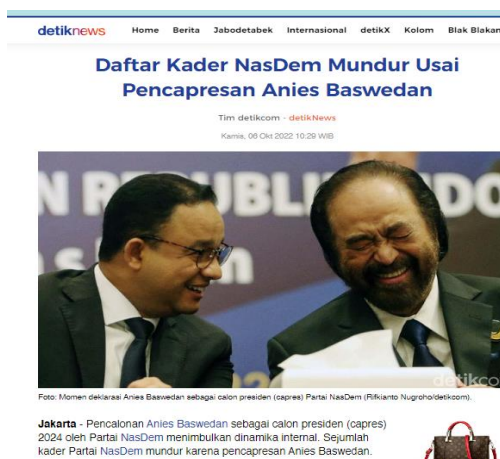 detiknews Home Berita Jabodetabek Internasional detikX Kolom Blak Blakan
Daftar Kader NasDem Mundur Usai
Pencapresan Anies Baswedan
Tim detikcom - detikNews
Kamis, 06 Okt 2022 10:29 WIB
detikco
Foto: Momen deklarasi Anies Baswedan sebagai calon presiden (capres) Partai NasDem (Rifkianto Nugroho/detikcom).
Jakarta - Pencalonan Anies Baswedan sebagai calon presiden (capres)
2024 oleh Partai NasDem menimbulkan dinamika internal. Sejumlah
kader Partai NasDem mundur karena pencapresan Anies Baswedan.